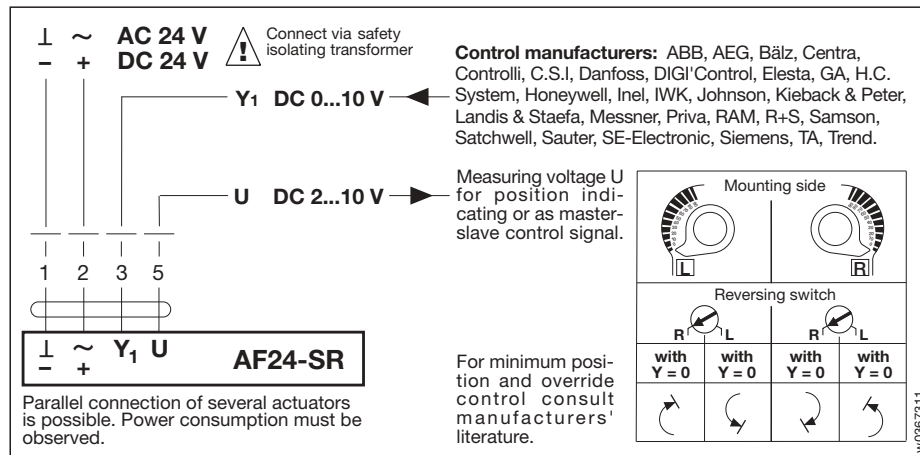 ⊥ ~ AC 24 V
– + DC 24 V
Connect via safety
isolating transformer
Y1 DC 0...10 V
Control manufacturers: ABB, AEG, Bälz, Centra,
Controlli, C.S.I, Danfoss, DIGI'Control, Elesta, GA, H.C.
System, Honeywell, Inel, IWK, Johnson, Kieback & Peter,
Landis & Staefa, Messner, Priva, RAM, R+S, Samson,
Satchwell, Sauter, SE-Electronic, Siemens, TA, Trend.
U DC 2...10 V
Measuring voltage U
for position indi-
cating or as master-
slave control signal.
1 2 3 5
⊥ ~ Y1 U
– +
AF24-SR
Parallel connection of several actuators
is possible. Power consumption must be
observed.
For minimum posi-
tion and override
control consult
manufacturers'
literature.
Mounting side
L R
Reversing switch
R L R L
with with with with
Y = 0 Y = 0 Y = 0 Y = 0